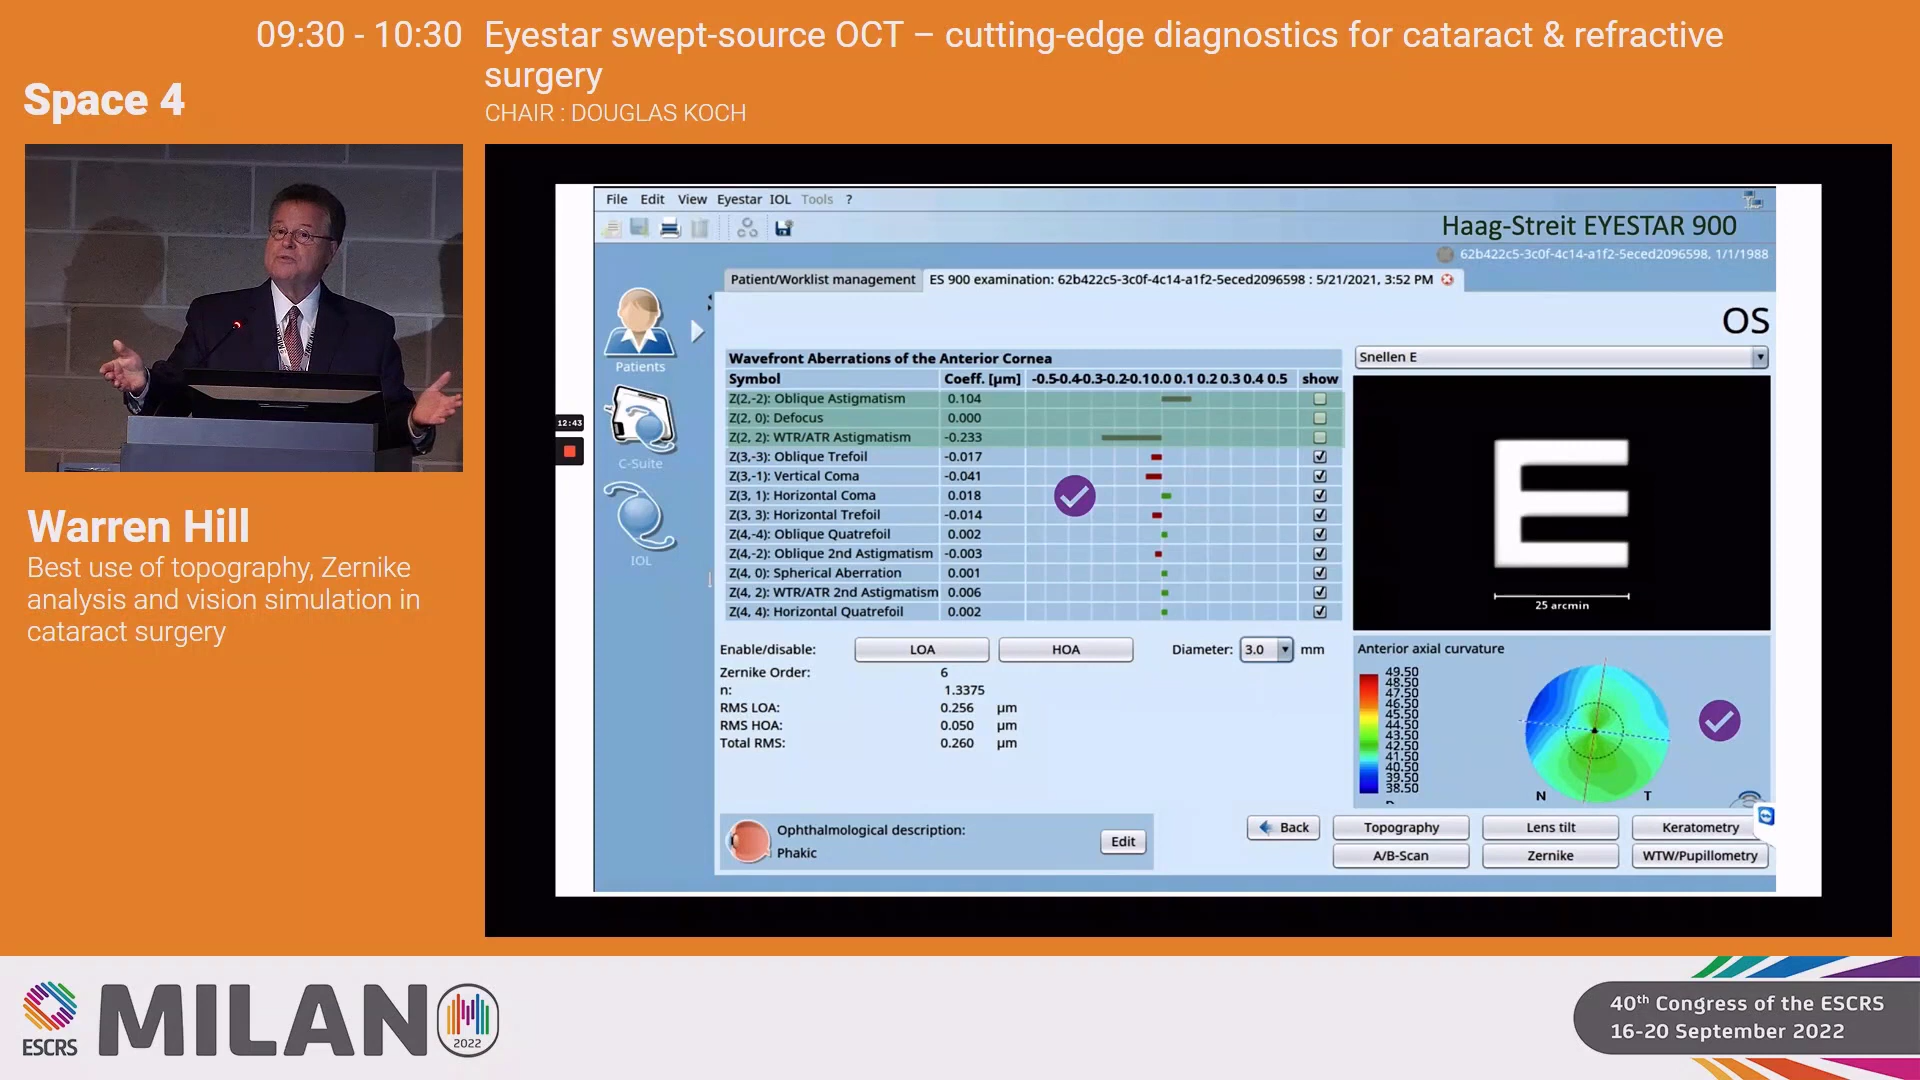 09:30 - 10:30 Eyestar swept-source OCT – cutting-edge diagnostics for cataract & refractive
surgery
CHAIR : DOUGLAS KOCH
Space 4
Warren Hill
Best use of topography, Zernike
analysis and vision simulation in
cataract surgery
File Edit View Eyestar IOL Tools ?
Haag-Streit EYESTAR 900
62b422c5-3c0f-4c14-a1f2-5eced2096598, 1/1/1988
Patient/Worklist management ES 900 examination: 62b422c5-3c0f-4c14-a1f2-5eced2096598 : 5/21/2021, 3:52 PM
OS
Patients
C-Suite
IOL
12:43
Wavefront Aberrations of the Anterior Cornea
Symbol Coeff. [µm] -0.5-0.4-0.3-0.2-0.1 0.0 0.1 0.2 0.3 0.4 0.5 show
Z(2,-2): Oblique Astigmatism 0.104
Z(2, 0): Defocus 0.000
Z(2, 2): WTR/ATR Astigmatism -0.233
Z(3,-3): Oblique Trefoil -0.017
Z(3,-1): Vertical Coma -0.041
Z(3, 1): Horizontal Coma 0.018
Z(3, 3): Horizontal Trefoil -0.014
Z(4,-4): Oblique Quatrefoil 0.002
Z(4,-2): Oblique 2nd Astigmatism -0.003
Z(4, 0): Spherical Aberration 0.001
Z(4, 2): WTR/ATR 2nd Astigmatism 0.006
Z(4, 4): Horizontal Quatrefoil 0.002
Enable/disable: LOA HOA Diameter: 3.0 mm
Zernike Order: 6
n: 1.3375
RMS LOA: 0.256 µm
RMS HOA: 0.050 µm
Total RMS: 0.260 µm
Snellen E
E
25 arcmin
Anterior axial curvature
49.50
48.50
47.50
46.50
45.50
44.50
43.50
42.50
41.50
40.50
39.50
38.50
N T
Ophthalmological description:
Phakic
Edit
Back Topography Lens tilt Keratometry
A/B-Scan Zernike WTW/Pupillometry
ESCRS
MILAN
2022
40th Congress of the ESCRS
16-20 September 2022